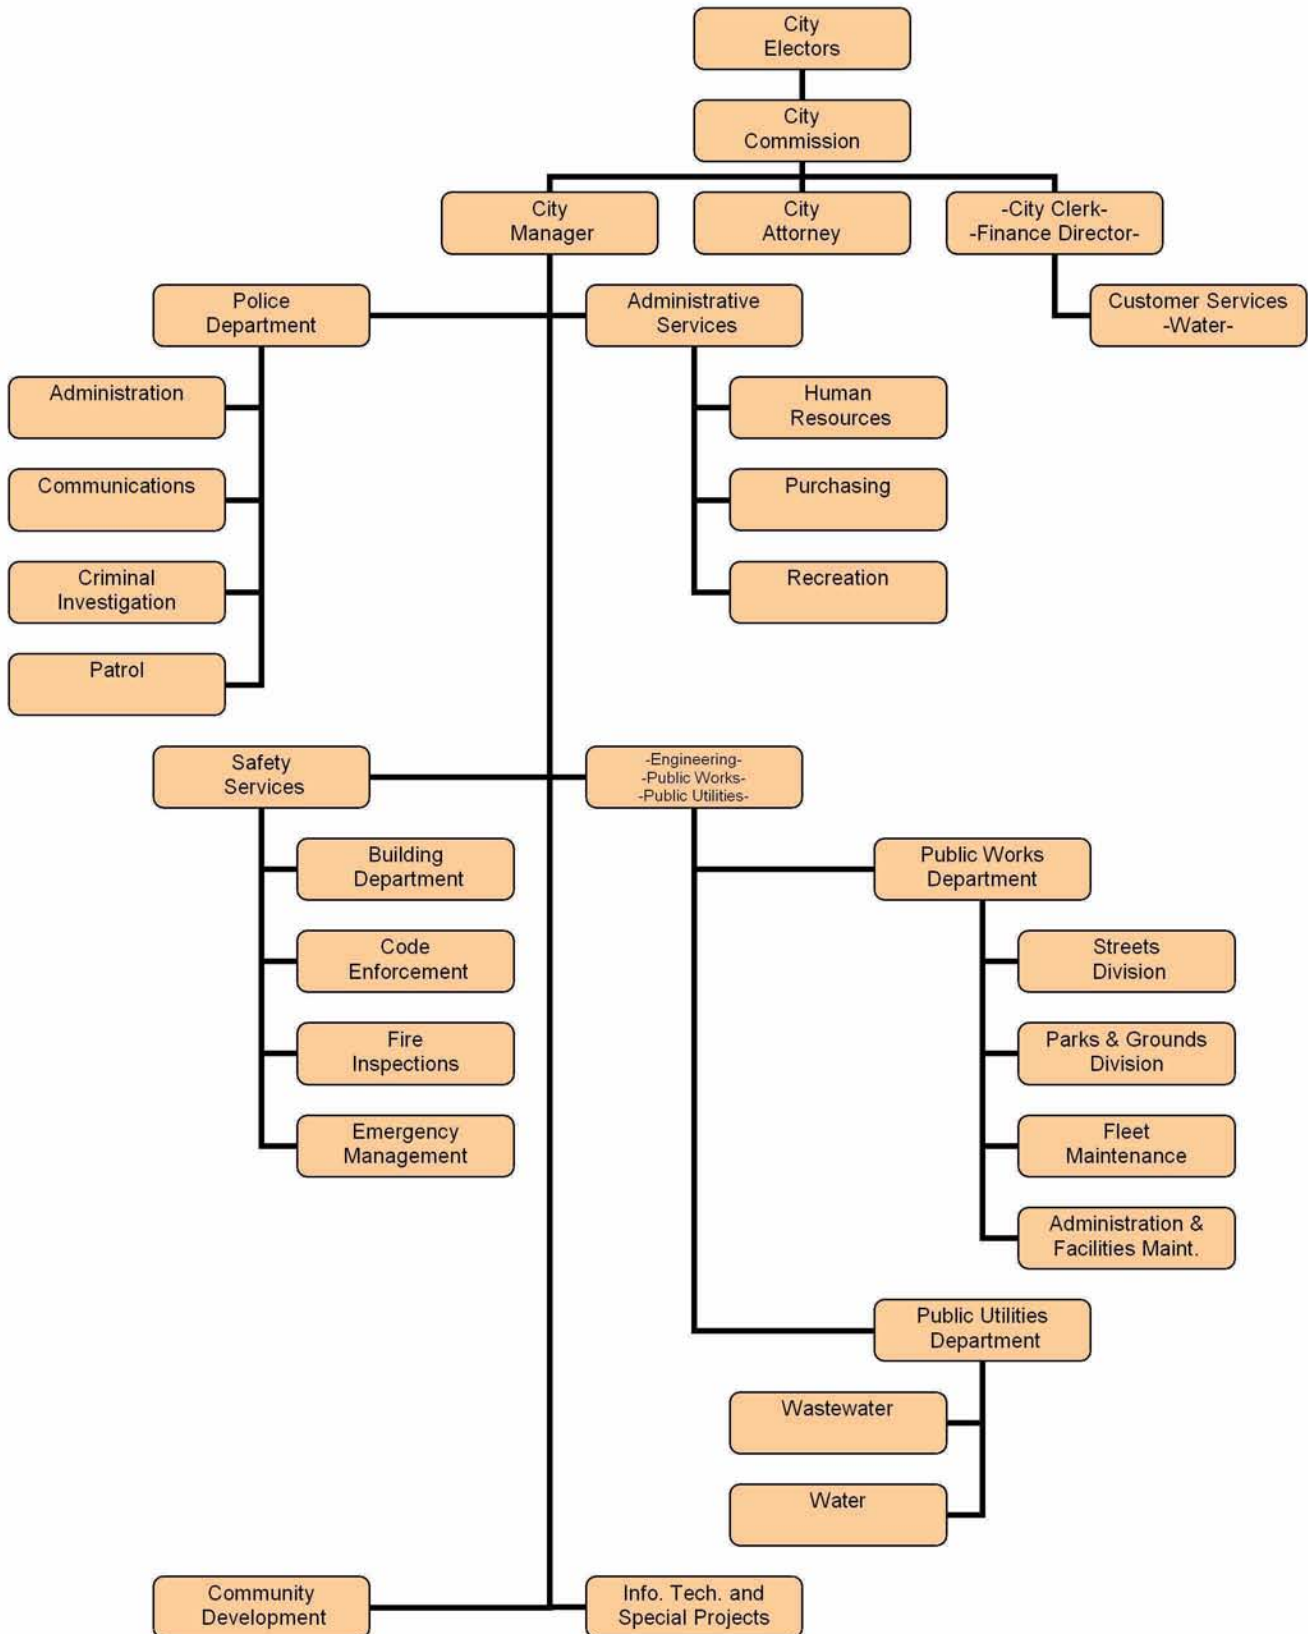 City
Electors
City
Commission
City
Manager
City
Attorney
-City Clerk-
-Finance Director-
Police
Department
Administrative
Services
Customer Services
-Water-
Administration
Human
Resources
Communications
Purchasing
Criminal
Investigation
Recreation
Patrol
Safety
Services
-Engineering-
-Public Works-
-Public Utilities-
Building
Department
Public Works
Department
Code
Enforcement
Streets
Division
Fire
Inspections
Parks & Grounds
Division
Emergency
Management
Fleet
Maintenance
Administration &
Facilities Maint.
Public Utilities
Department
Wastewater
Water
Community
Development
Info. Tech. and
Special Projects